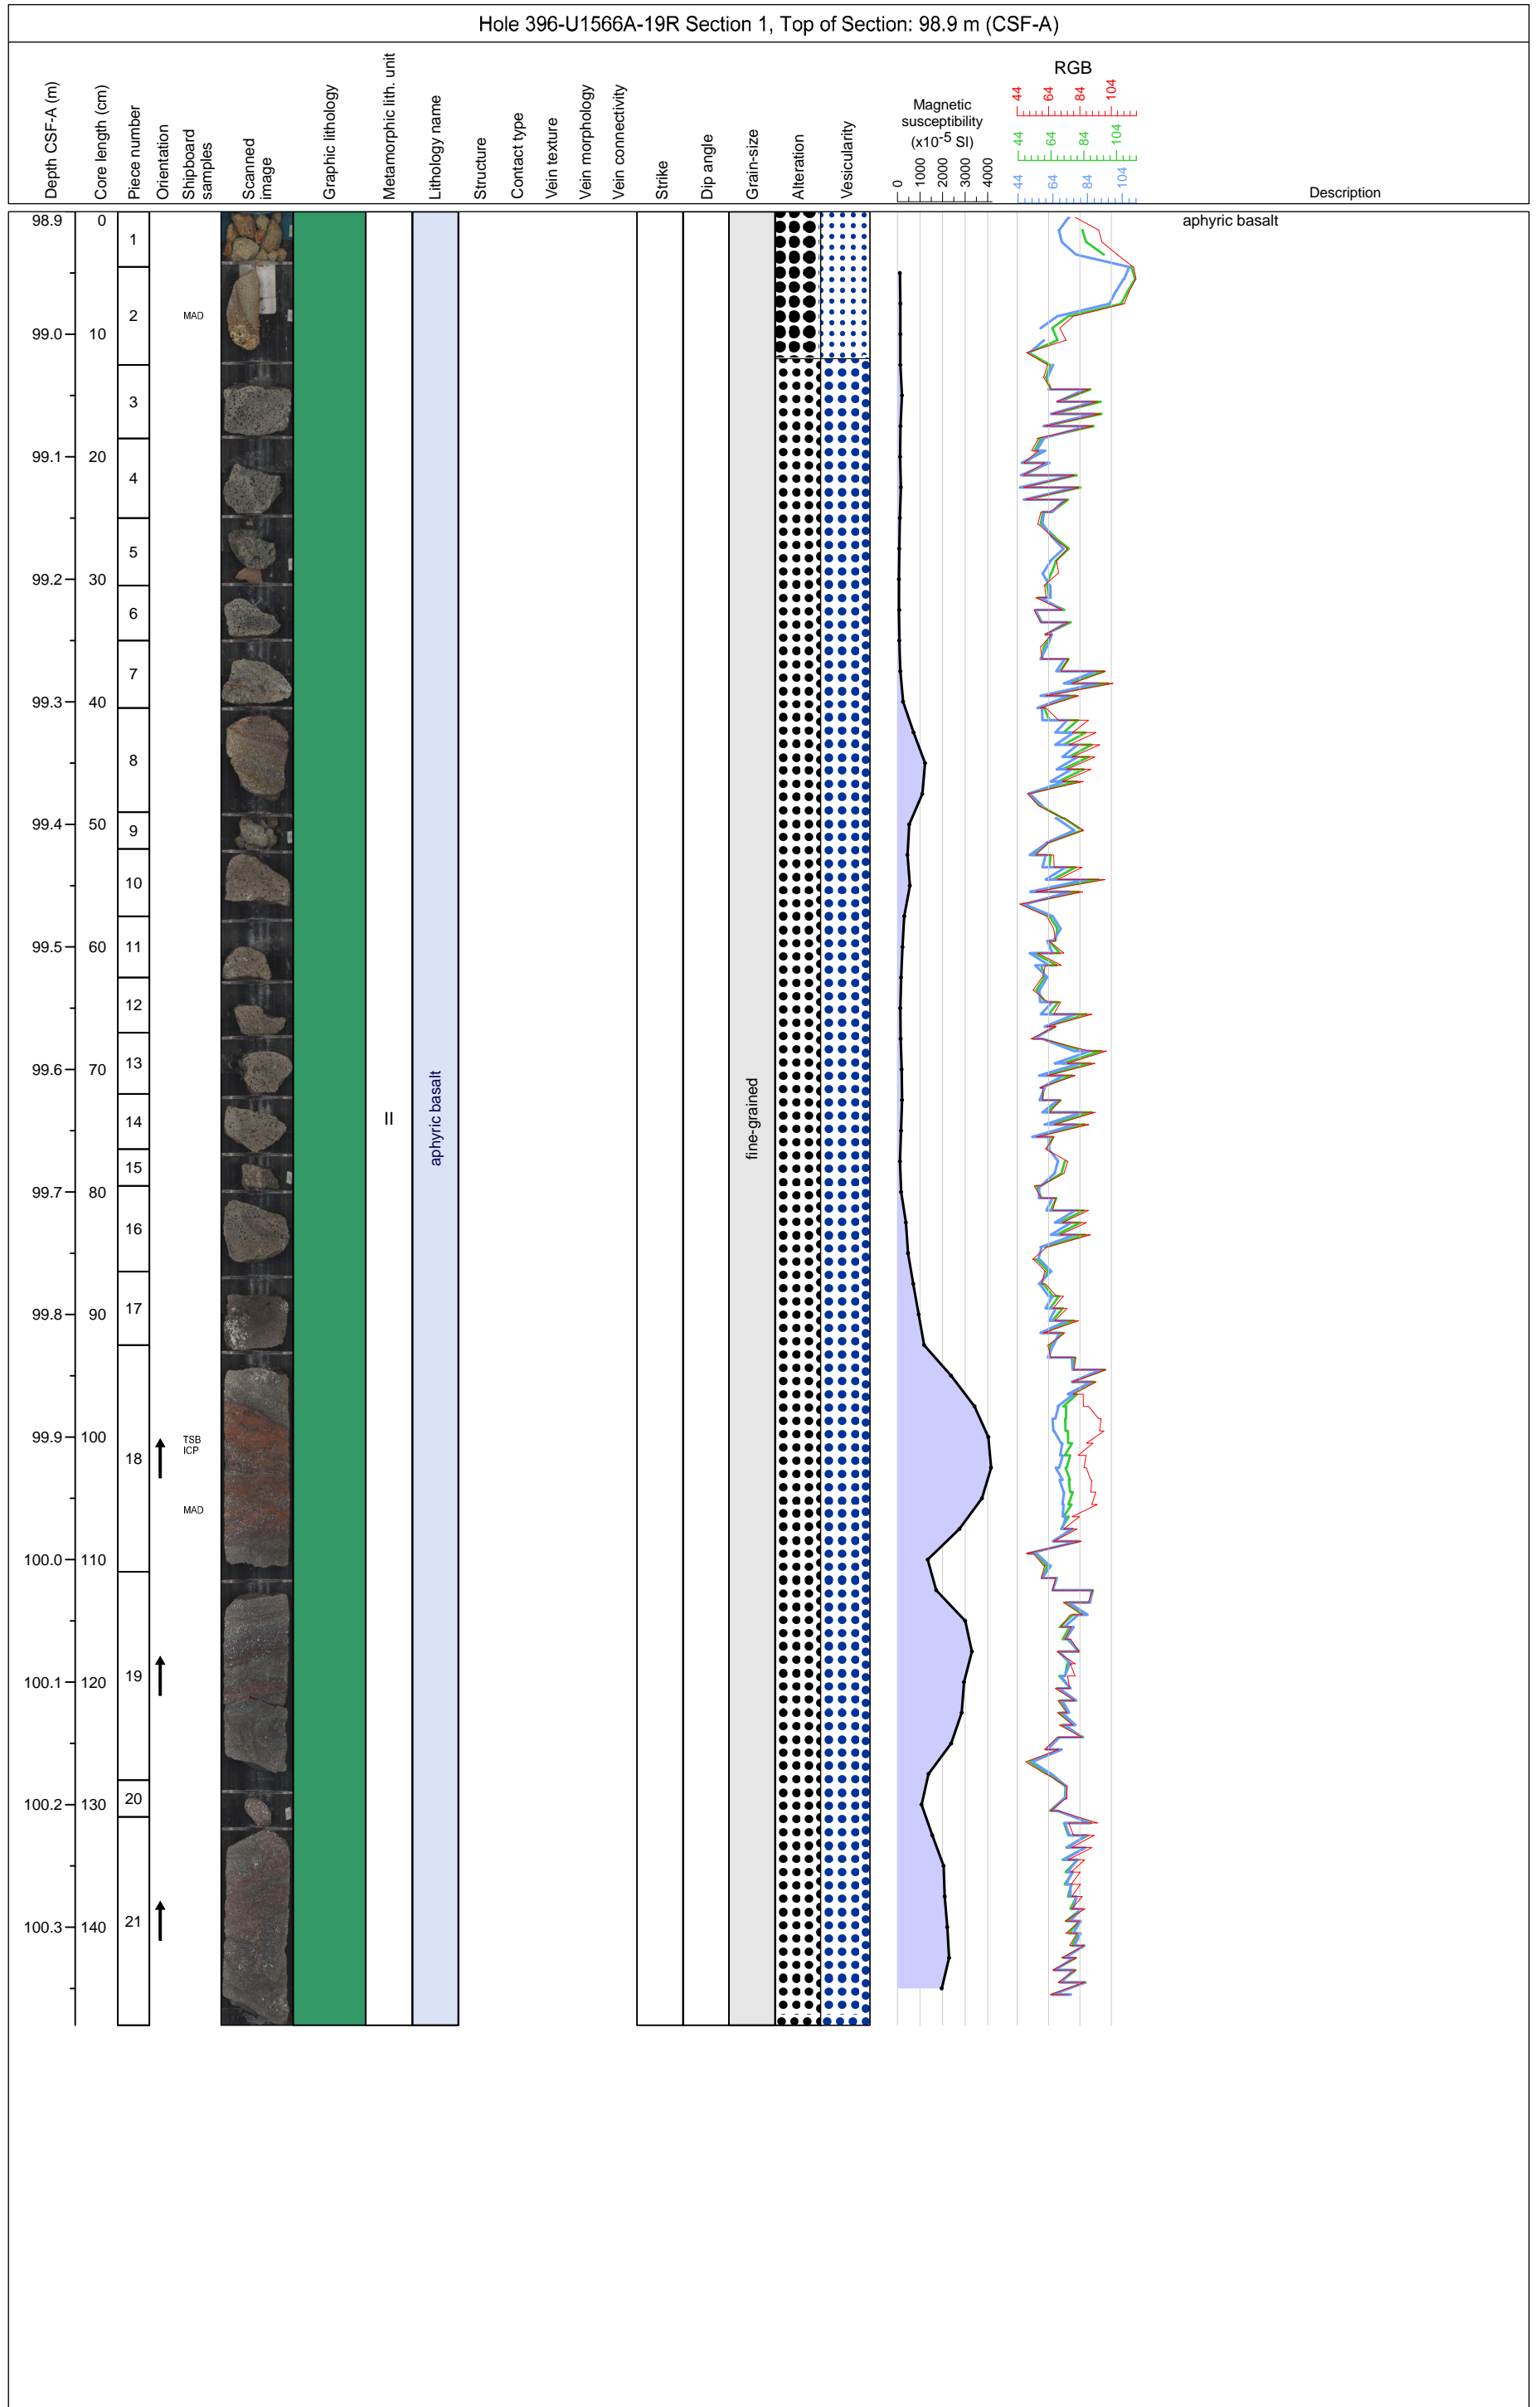 Hole 396-U1566A-19R Section 1, Top of Section: 98.9 m (CSF-A)
Depth CSF-A (m)
Core length (cm)
Piece number
Orientation
Shipboard
samples
Scanned
image
Graphic lithology
Metamorphic lith. unit
Lithology name
Structure
Contact type
Vein texture
Vein morphology
Vein connectivity
Strike
Dip angle
Grain-size
Alteration
Vesicularity
Magnetic
susceptibility
(x10-5 SI)
0 1000 2000 3000 4000
RGB
44 64 84 104
44 64 84 104
44 64 84 104
Description
98.9 0
aphyric basalt
1
2
MAD
99.0 10
3
99.1 20
4
5
99.2 30
6
7
99.3 40
8
99.4 50
9
10
99.5 60
11
12
99.6 70
13
14
II
aphyric basalt
fine-grained
15
99.7 80
16
99.8 90
17
99.9 100
TSB
ICP
18
MAD
100.0 110
100.1 120
19
100.2 130
20
100.3 140
21